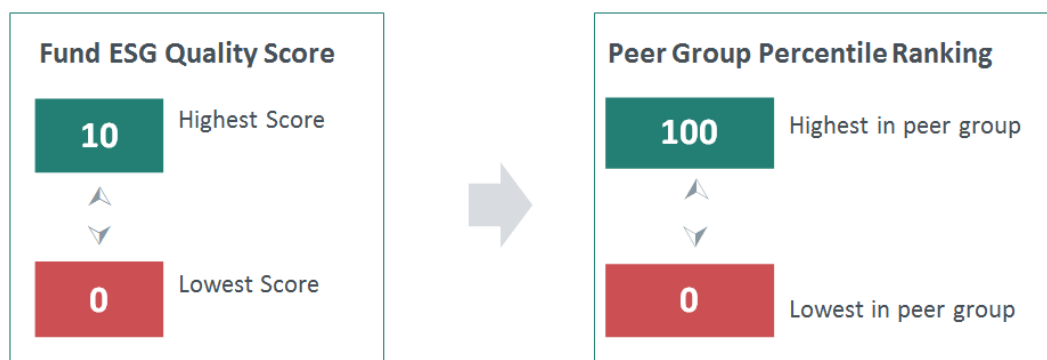 Fund ESG Quality Score
10
Highest Score
0
Lowest Score
Peer Group Percentile Ranking
100
Highest in peer group
0
Lowest in peer group